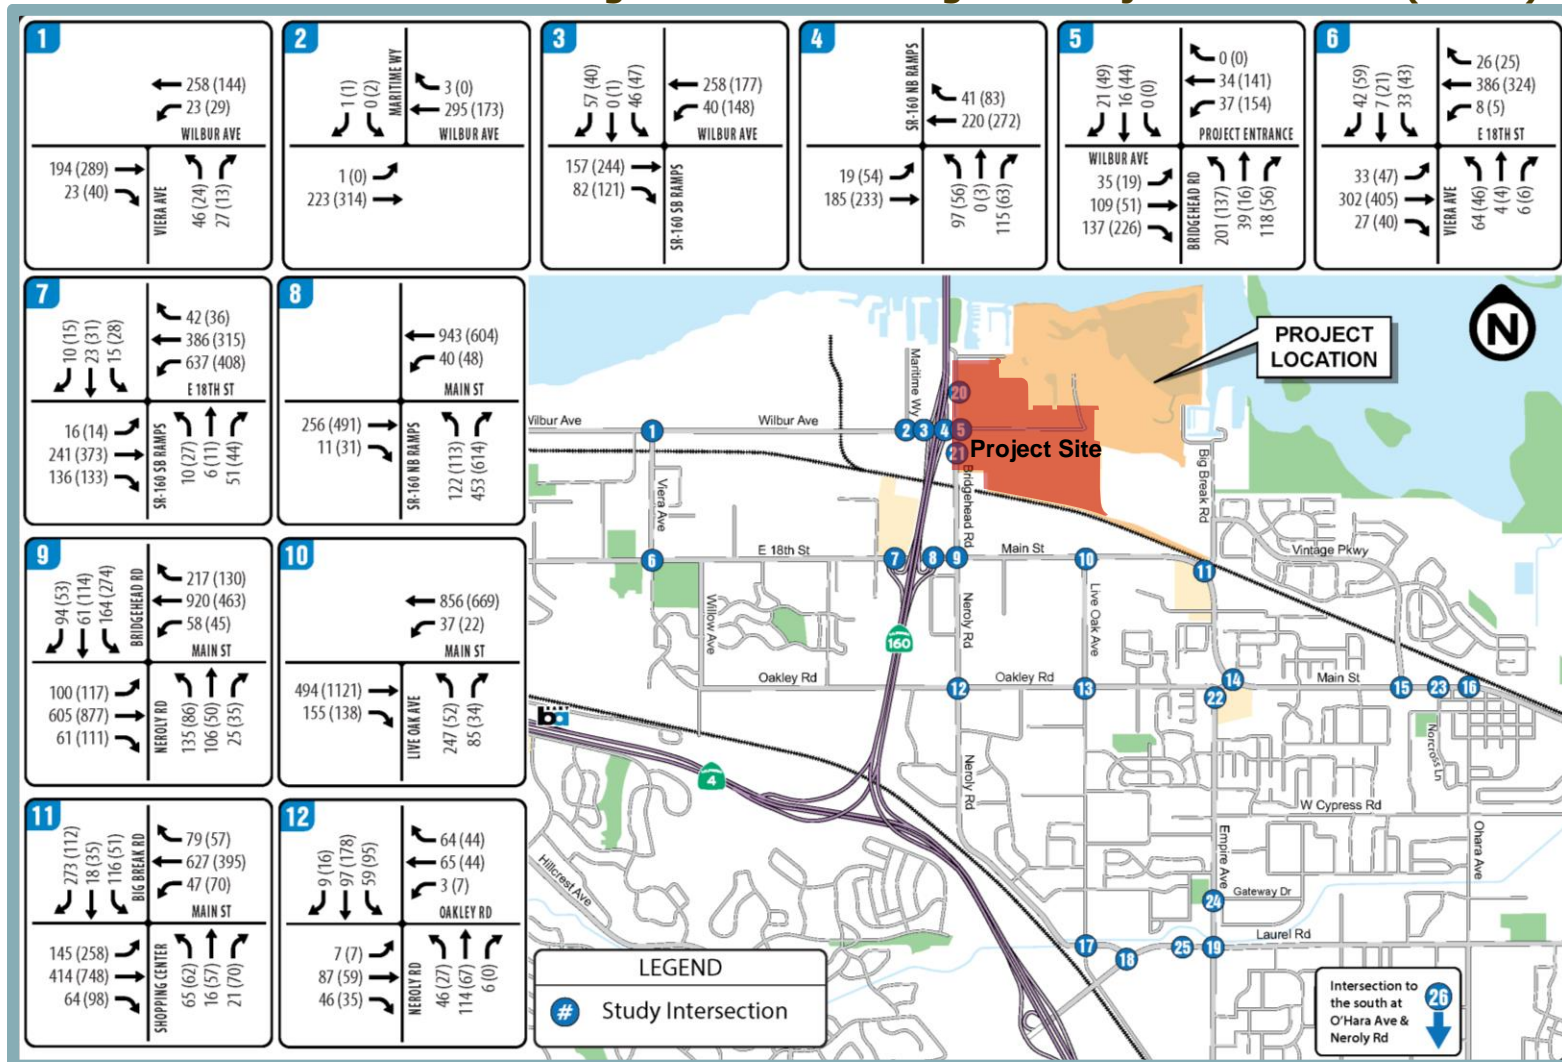 1
258 (144)
23 (29)
WILBUR AVE
194 (289)
23 (40)
VIERA AVE
46 (24)
27 (13)
2
1 (1)
0 (2)
MARITIME WY
3 (0)
295 (173)
WILBUR AVE
1 (0)
223 (314)
3
57 (40)
0 (1)
46 (47)
258 (177)
40 (148)
WILBUR AVE
157 (244)
82 (121)
SR-160 SB RAMPS
4
SR-160 NB RAMPS
41 (83)
220 (272)
19 (54)
185 (233)
97 (56)
0 (3)
115 (63)
5
21 (49)
16 (44)
0 (0)
0 (0)
34 (141)
37 (154)
PROJECT ENTRANCE
WILBUR AVE
35 (19)
109 (51)
137 (226)
BRIDGEHEAD RD
201 (137)
39 (16)
118 (56)
6
42 (59)
7 (21)
33 (43)
26 (25)
386 (324)
8 (5)
E 18TH ST
33 (47)
302 (405)
27 (40)
VIERA AVE
64 (46)
4 (4)
6 (6)
7
10 (15)
23 (31)
15 (28)
42 (36)
386 (315)
637 (408)
E 18TH ST
16 (14)
241 (373)
136 (133)
SR-160 SB RAMPS
10 (27)
6 (11)
51 (44)
8
943 (604)
40 (48)
MAIN ST
256 (491)
11 (31)
SR-160 NB RAMPS
122 (113)
453 (614)
9
94 (53)
61 (114)
164 (274)
BRIDGEHEAD RD
217 (130)
920 (463)
58 (45)
MAIN ST
100 (117)
605 (877)
61 (111)
NEROLY RD
135 (86)
106 (50)
25 (35)
10
856 (669)
37 (22)
MAIN ST
494 (1121)
155 (138)
LIVE OAK AVE
247 (52)
85 (34)
11
273 (112)
18 (35)
116 (51)
BIG BREAK RD
79 (57)
627 (395)
47 (70)
MAIN ST
145 (258)
414 (748)
64 (98)
SHOPPING CENTER
65 (62)
16 (57)
21 (70)
12
9 (16)
97 (178)
59 (95)
64 (44)
65 (44)
3 (7)
OAKLEY RD
7 (7)
87 (59)
46 (35)
NEROLY RD
46 (27)
114 (67)
6 (0)
N
PROJECT
LOCATION
Maritime Wy
20
Wilbur Ave
1
Wilbur Ave
2
3
4
5
21
Project Site
Bridgehead Rd
Big Break Rd
Viera Ave
6
E 18th St
7
8
9
Main St
10
11
Vintage Pkwy
Willow Ave
Neroly Rd
Live Oak Ave
160
Oakley Rd
12
Oakley Rd
13
14
22
Main St
15
23
16
ba
4
Neroly Rd
Norcross Ln
W Cypress Rd
Empire Ave
Ohara Ave
Hillcrest Ave
24
Gateway Dr
17
18
25
19
Laurel Rd
LEGEND
# Study Intersection
Intersection to
the south at
O'Hara Ave &
Neroly Rd
26